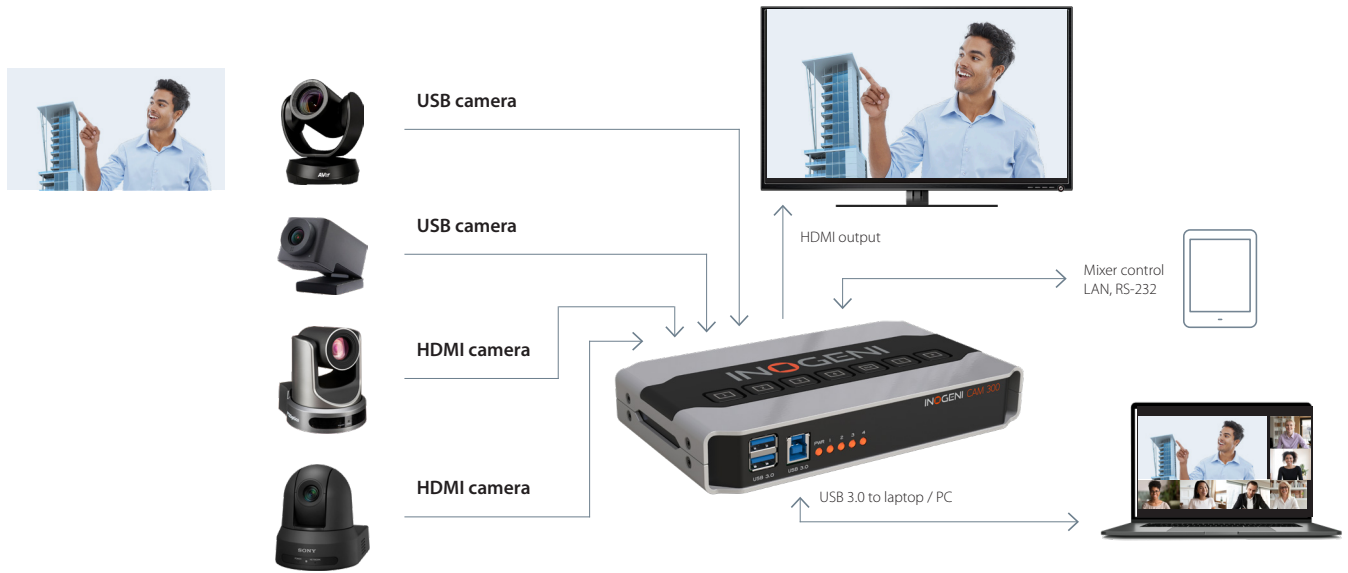 USB camera
AVer
USB camera
HDMI camera
HDMI camera
SONY
HDMI output
Mixer control
LAN, RS-232
INOGENI
INOGENI CAM 300
PWR 1 2 3 4
USB 3.0
USB 3.0
USB 3.0 to laptop / PC